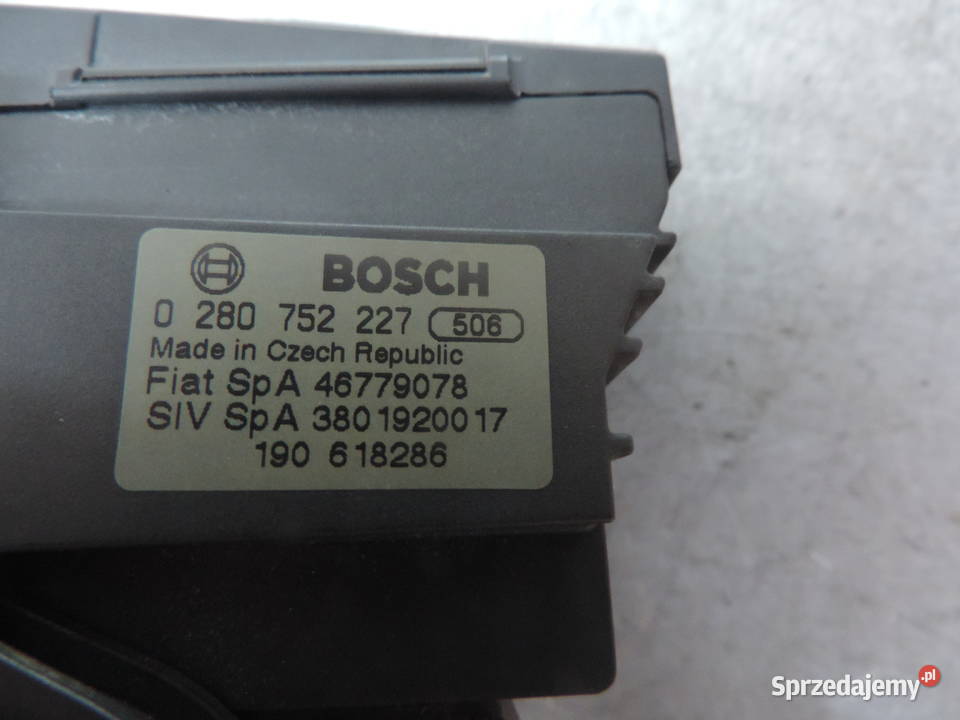 BOSCH
0 280 752 227 506
Made in Czech Republic
Fiat SpA 46779078
SIV SpA 3801920017
190 618286
Sprzedajemy.pl